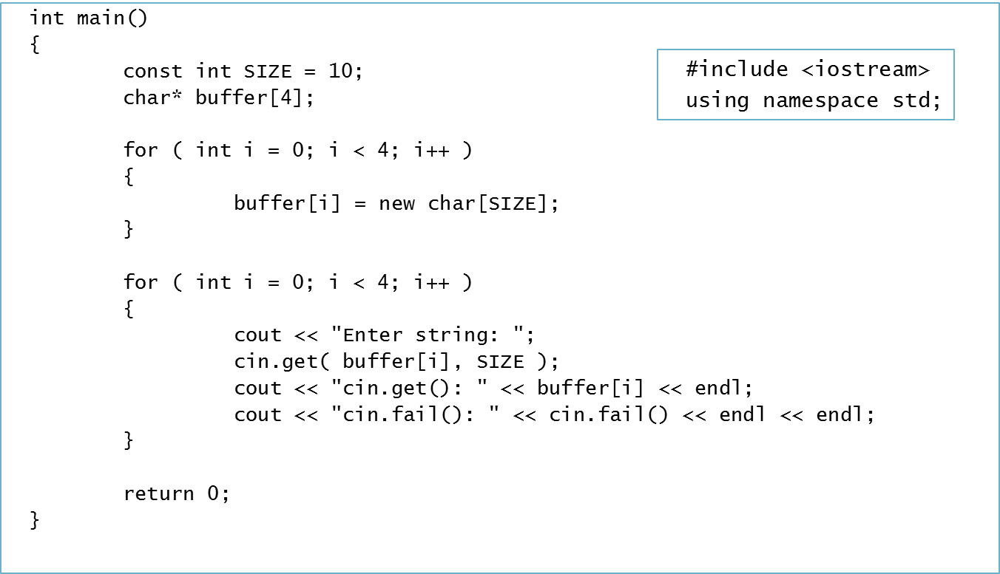 int main()
{
#include <iostream>
using namespace std;
const int SIZE = 10;
char* buffer[4];
for ( int i = 0; i < 4; i++ )
{
buffer[i] = new char[SIZE];
}
for ( int i = 0; i < 4; i++ )
{
cout << "Enter string: ";
cin.get( buffer[i], SIZE );
cout << "cin.get(): " << buffer[i] << endl;
cout << "cin.fail(): " << cin.fail() << endl << endl;
}
return 0;
}